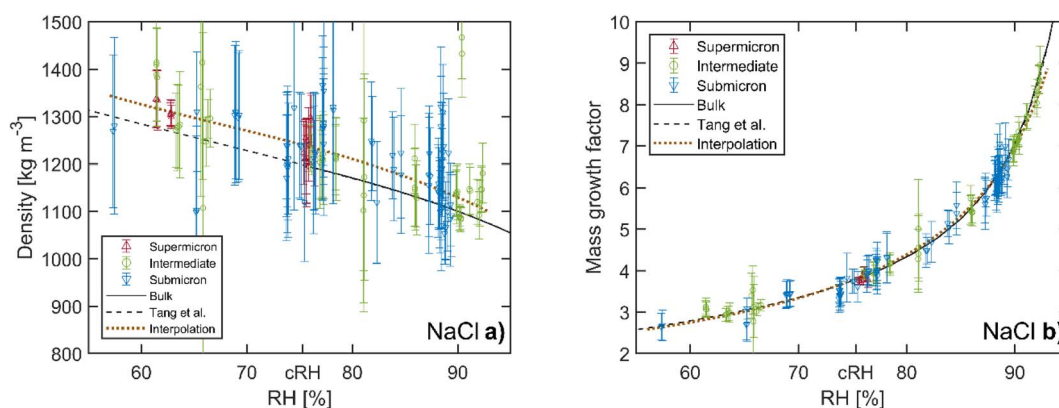 1500
1400
1300
1200
1100
1000
900
800
Density [kg m-3]
Supermicron
Intermediate
Submicron
Bulk
Tang et al.
Interpolation
NaCl a)
60 70 cRH 80 90
RH [%]
10
9
8
7
6
5
4
3
2
Mass growth factor
Supermicron
Intermediate
Submicron
Bulk
Tang et al.
Interpolation
NaCl b)
60 70 cRH 80 90
RH [%]